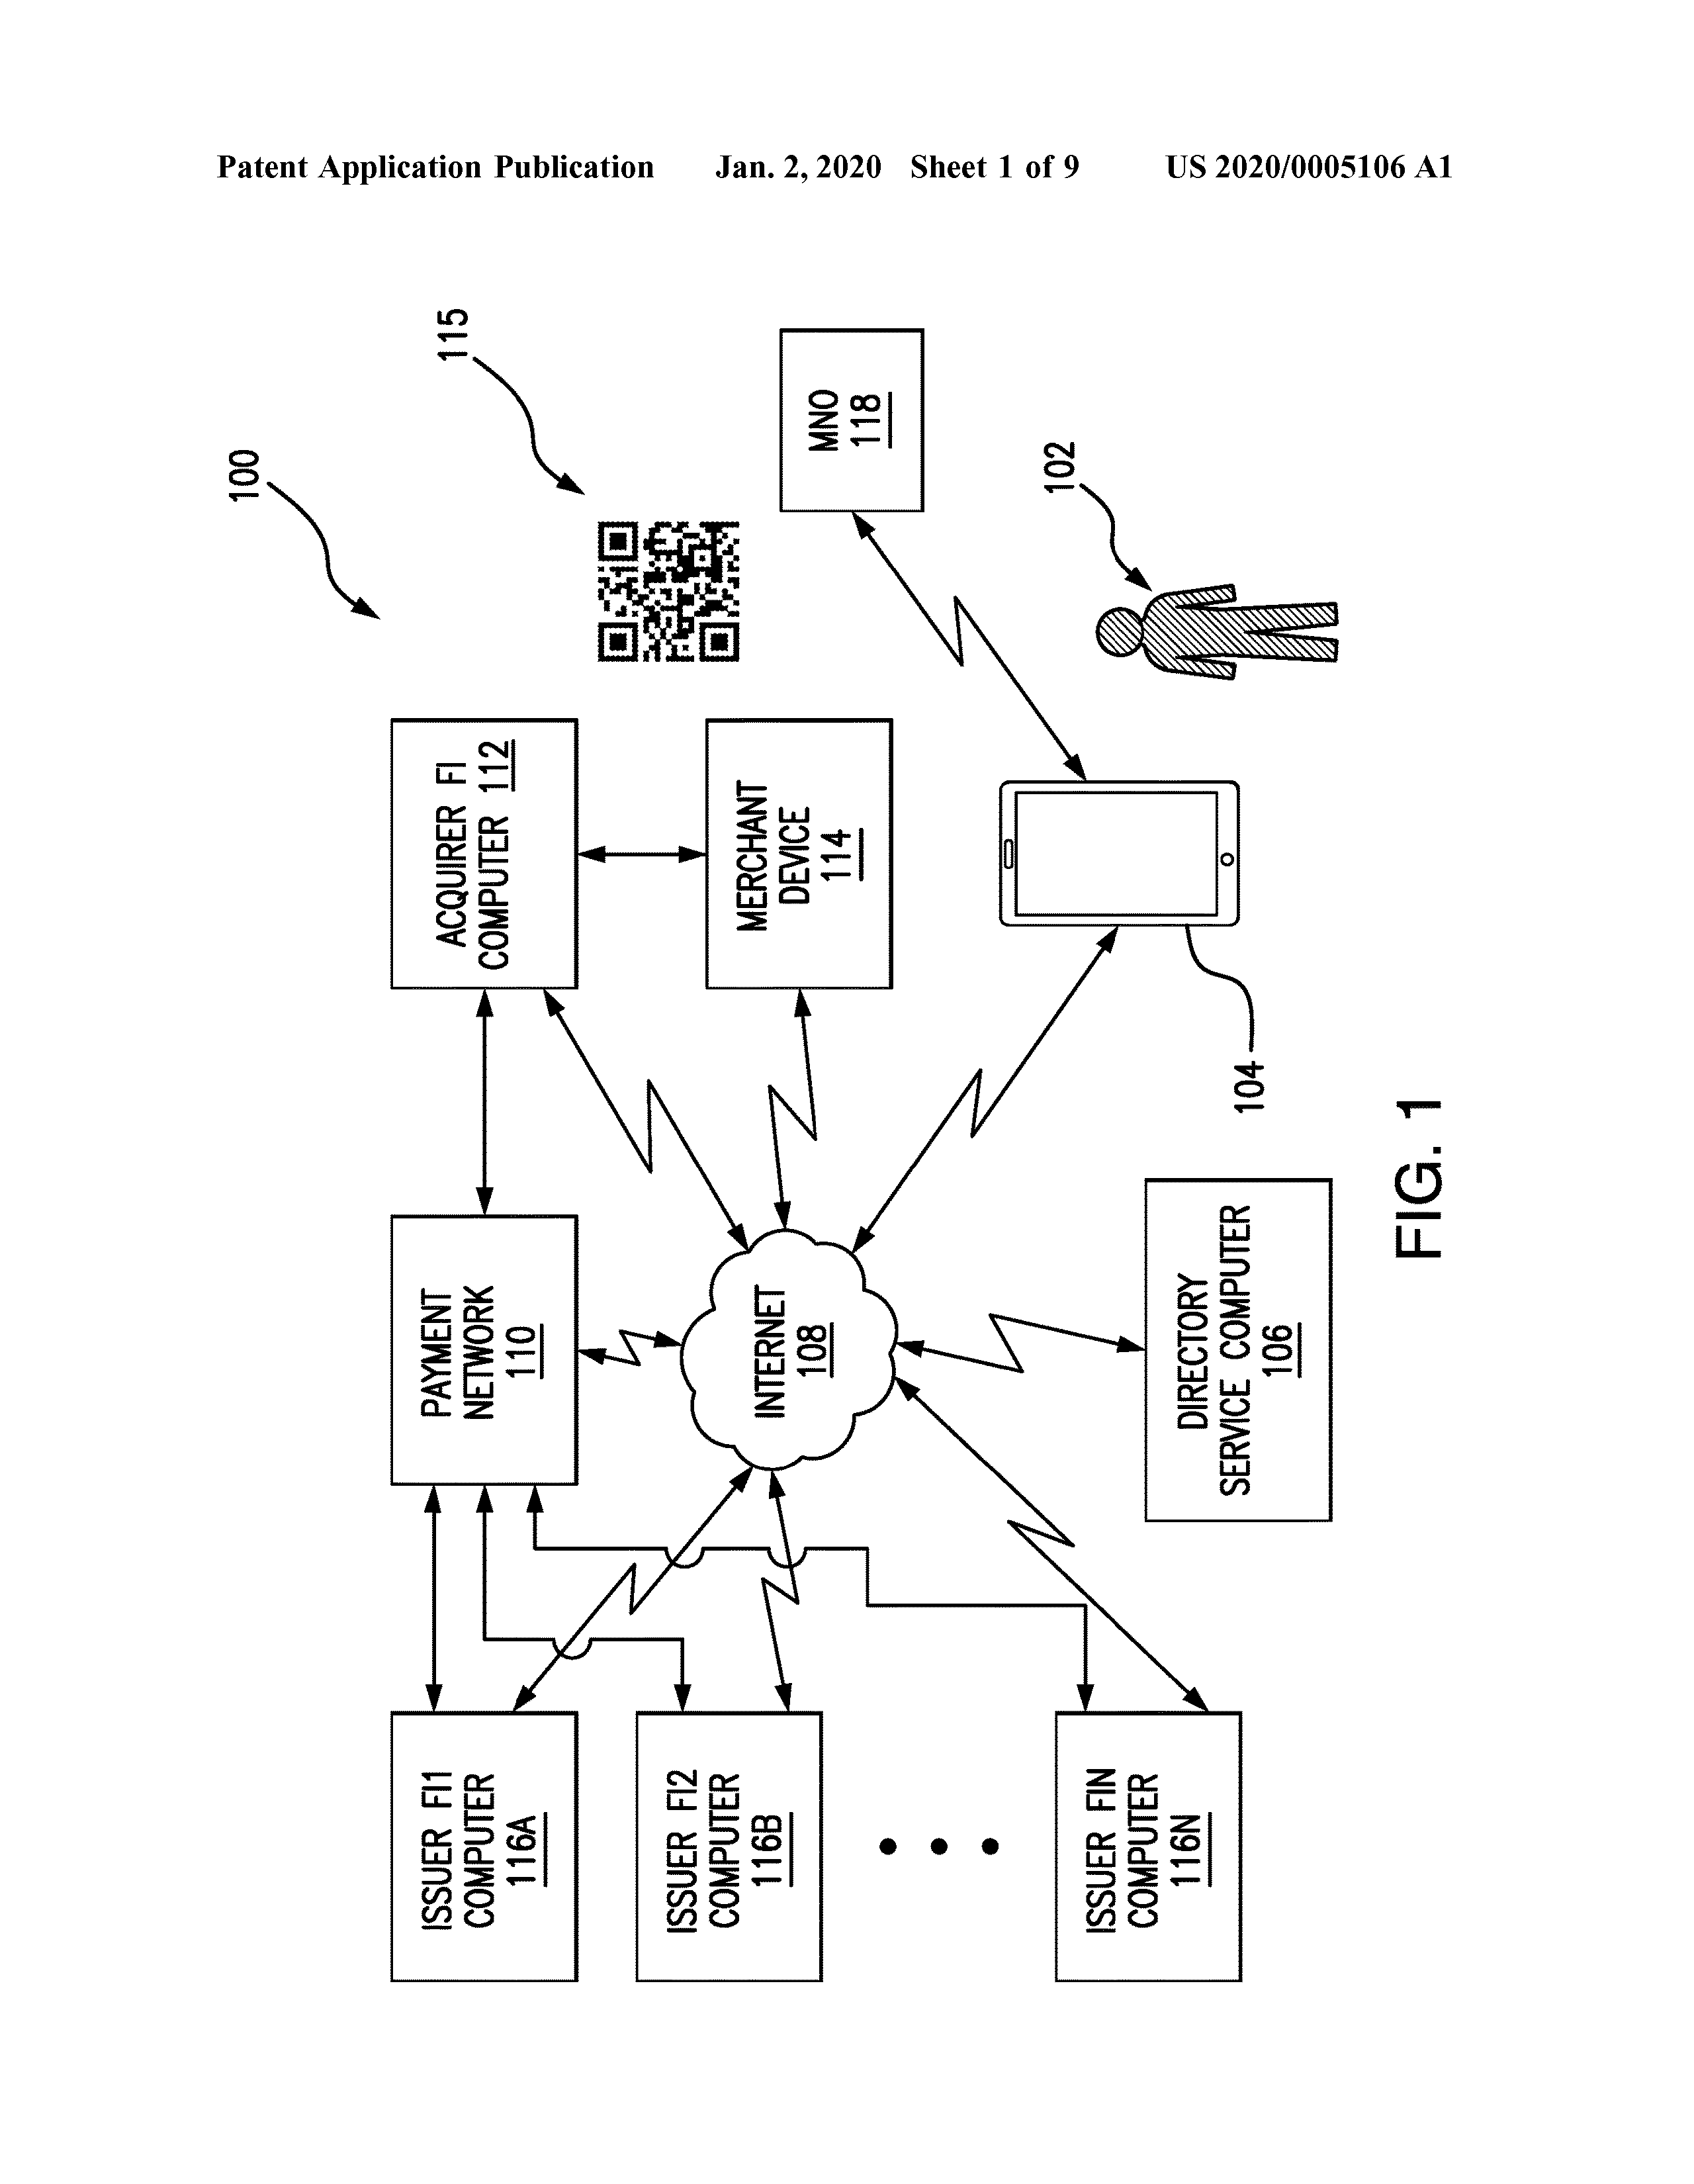 Patent Application Publication Jan. 2, 2020 Sheet 1 of 9 US 2020/0005106 A1
100
115
ISSUER FI1
COMPUTER
116A
PAYMENT
NETWORK
110
ACQUIRER FI
COMPUTER 112
ISSUER FI2
COMPUTER
116B
INTERNET
108
MERCHANT
DEVICE
114
MNO
118
102
ISSUER FIN
COMPUTER
116N
DIRECTORY
SERVICE COMPUTER
106
104
FIG. 1